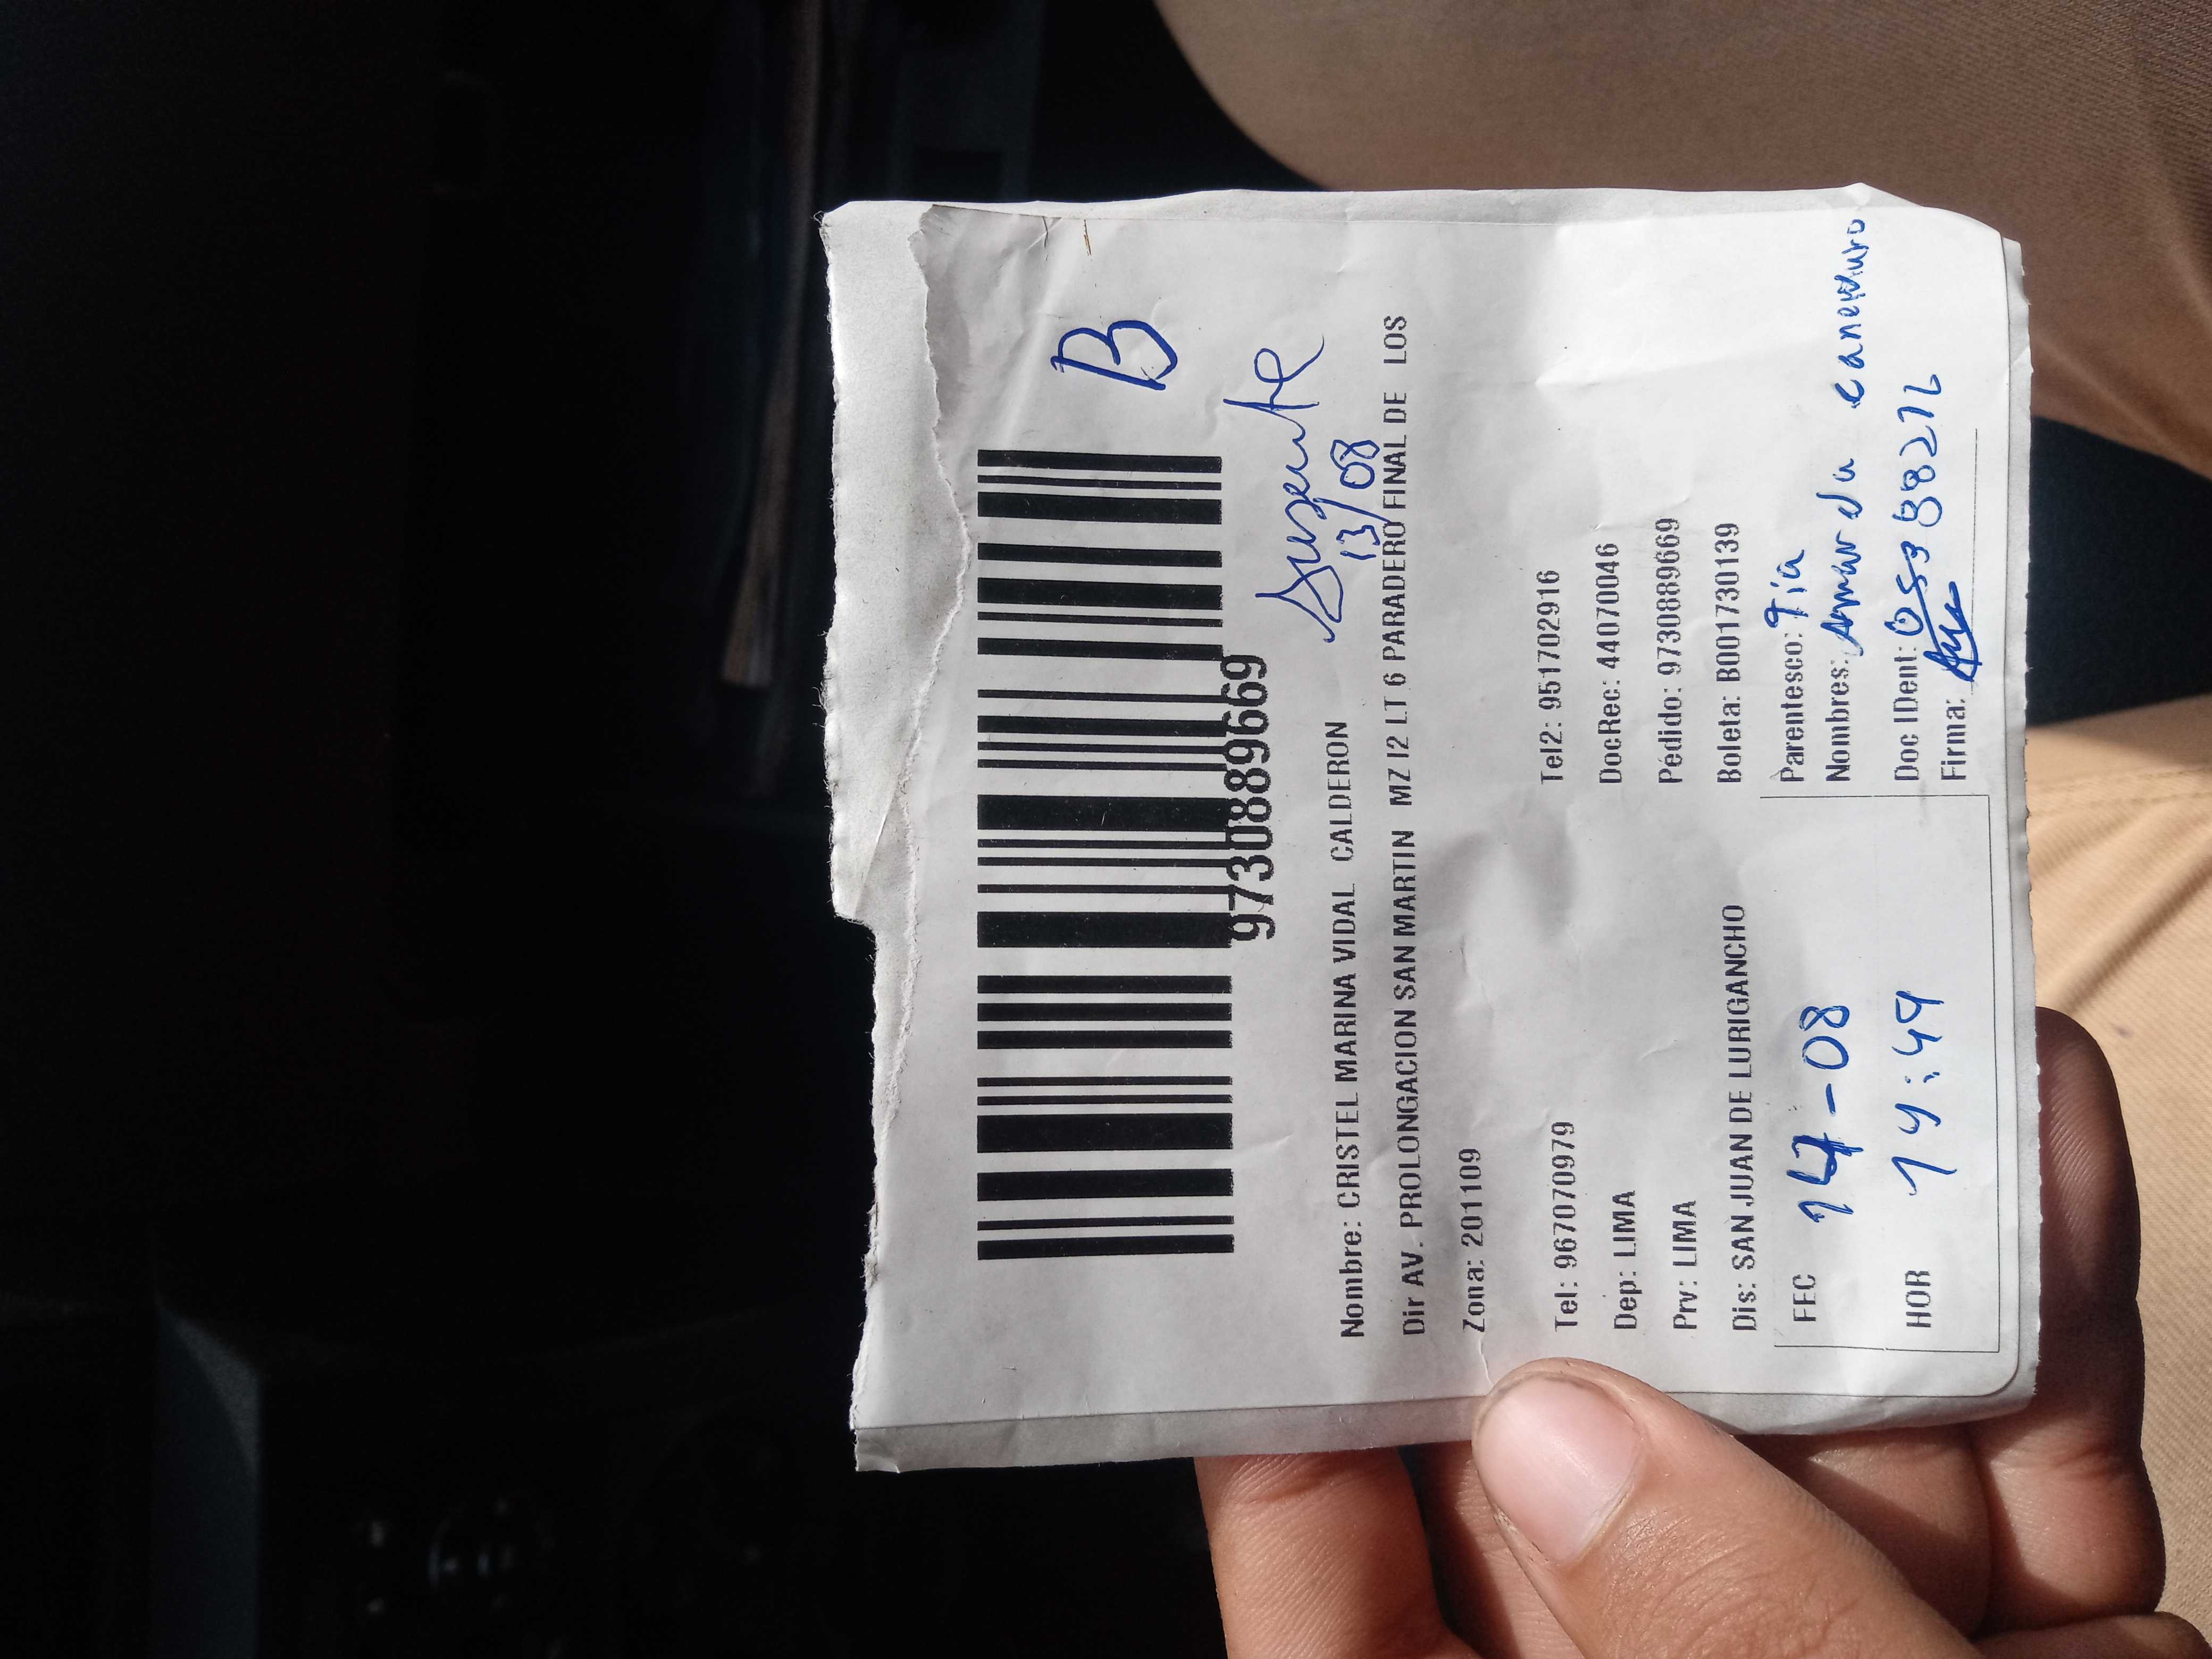 B
9730889669
Ausente
13/08
Nombre: CRISTEL MARINA VIDAL CALDERON
Dir AV. PROLONGACION SAN MARTIN MZ I2 LT 6 PARADERO FINAL DE LOS
Zona: 201109
Tel: 967070979 Tel2: 951702916
Dep: LIMA DocRec: 44070046
Prv: LIMA Pedido: 9730889669
Dis: SAN JUAN DE LURIGANCHO Boleta: B001730139
FEC 14-08 Parentesco: Tia
Nombres:
HOR 14:49 Doc IDent:
Firma: